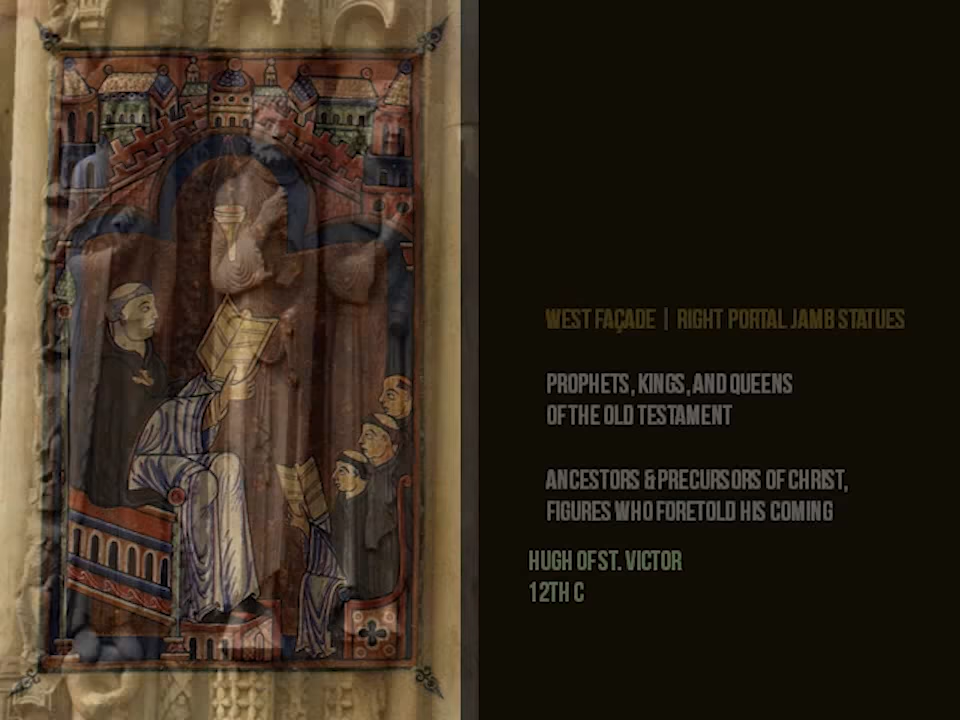 WEST FAÇADE | RIGHT PORTAL JAMB STATUES
PROPHETS, KINGS, AND QUEENS
OF THE OLD TESTAMENT
ANCESTORS & PRECURSORS OF CHRIST,
FIGURES WHO FORETOLD HIS COMING
HUGH OF ST. VICTOR
12TH C